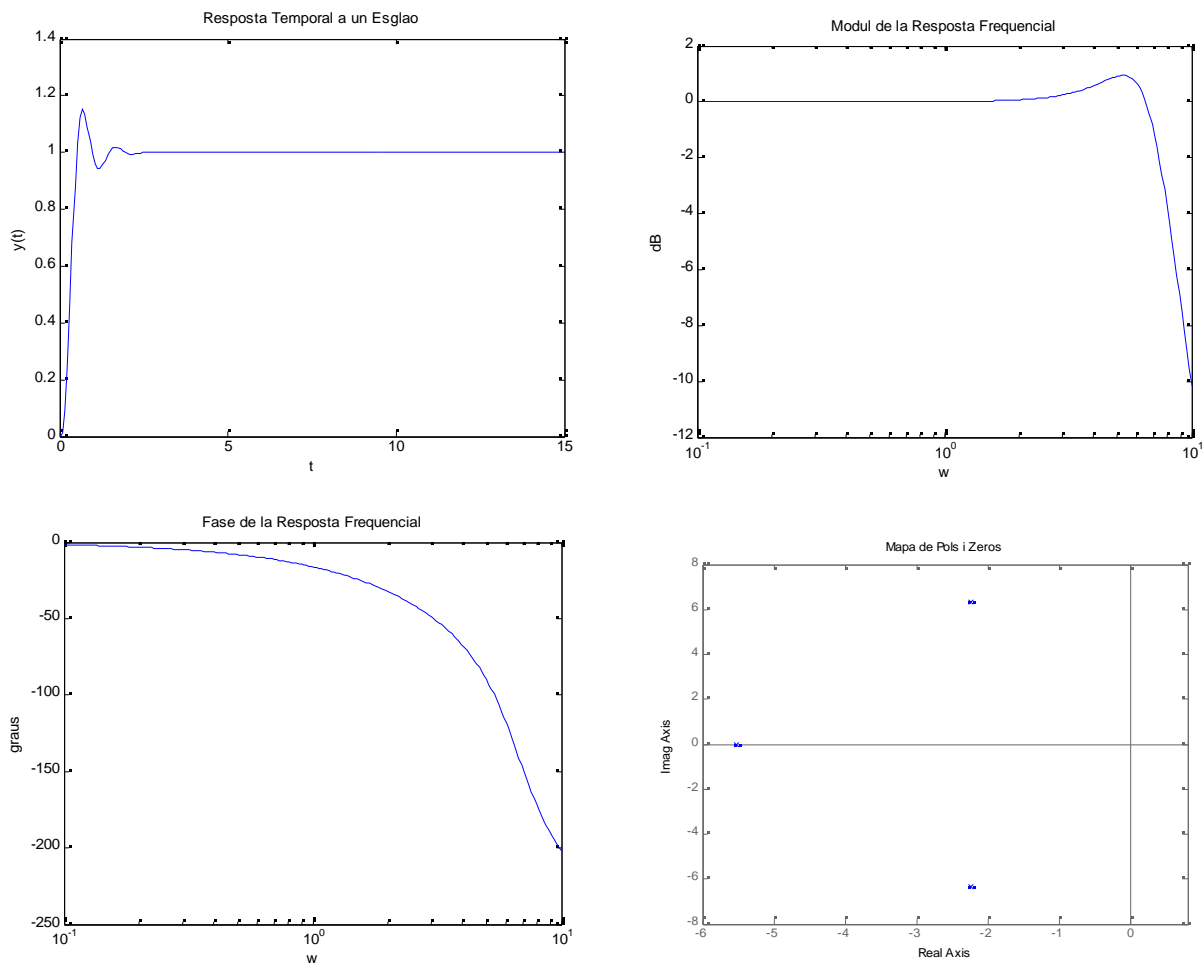 Resposta Temporal a un Esglao
1.4
1.2
1
0.8
0.6
0.4
0.2
0
0 5 10 15
y(t)
t
Modul de la Resposta Frequencial
2
0
-2
-4
-6
-8
-10
-12
10^-1 10^0 10^1
dB
w
Fase de la Resposta Frequencial
0
-50
-100
-150
-200
-250
10^-1 10^0 10^1
graus
w
Mapa de Pols i Zeros
8
6
4
2
0
-2
-4
-6
-8
-6 -5 -4 -3 -2 -1 0
Imag Axis
Real Axis